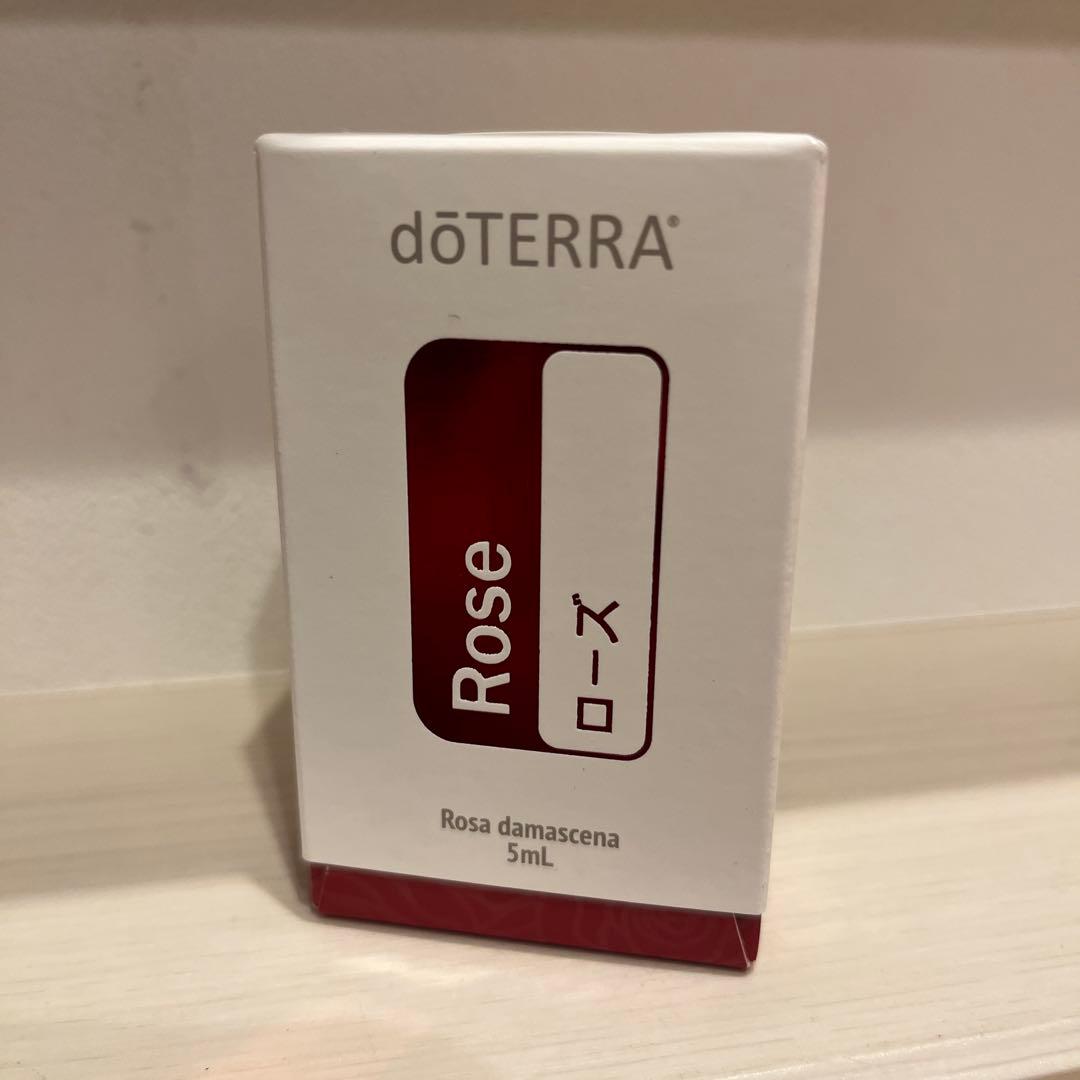 dōTERRA®
Rose
ローズ
Rosa damascena
5mL